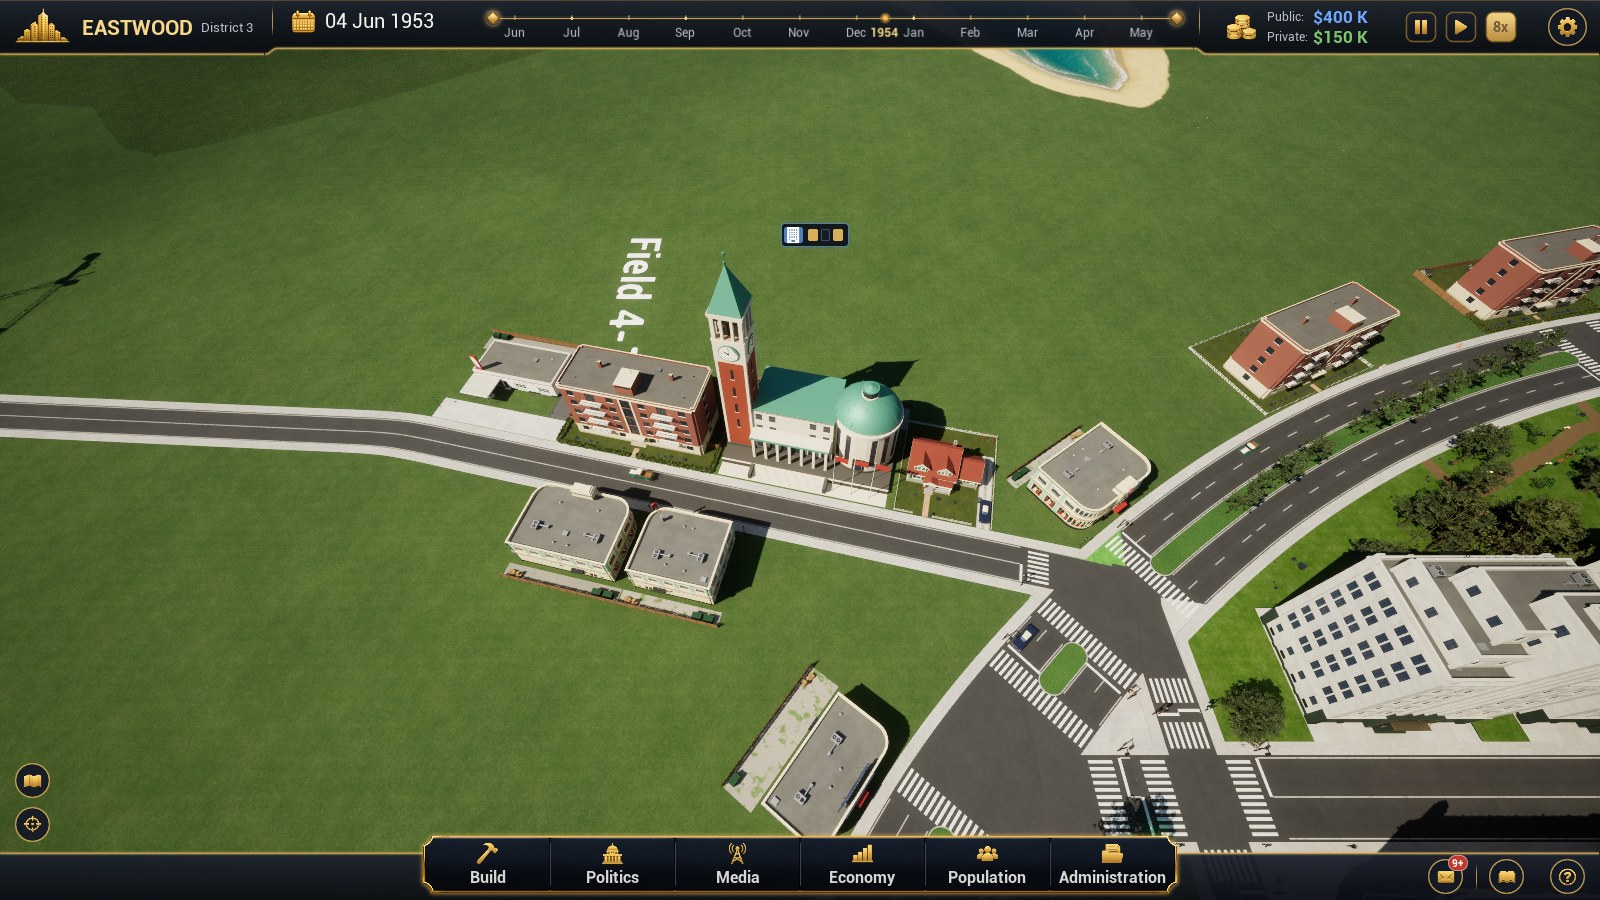 EASTWOOD District 3
04 Jun 1953
Jun Jul Aug Sep Oct Nov Dec 1954 Jan Feb Mar Apr May
Public: $400 K
Private: $150 K
8x
Field 4-
Build
Politics
Media
Economy
Population
Administration
9+
?